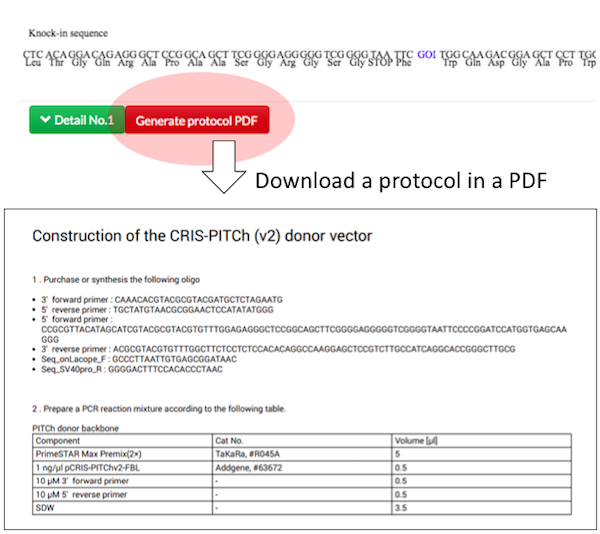 Knock-in sequence
CTC ACA GGA CAG AGG GCT CCG GCA GCT TCG GGG AGG GGG TCG GGG TAA TTC GOI TGG CAA GAC GGA GCT CCT TGC
Leu Thr Gly Gln Arg Ala Pro Ala Ala Ser Gly Arg Gly Ser Gly STOP Phe Trp Gln Asp Gly Ala Pro Trp
Detail No.1 Generate protocol PDF
Download a protocol in a PDF
Construction of the CRIS-PITCh (v2) donor vector
1 . Purchase or synthesis the following oligo
• 3' forward primer : CAAACACGTACGCGTACGATGCTCTAGAATG
• 5' reverse primer : TGCTATGTAACGCGGAACTCCATATATGGG
• 5' forward primer :
CCGCGTTACATAGCATCGTACGCGTACGTGTTTGGAGAGGGCTCCGGCAGCTTCGGGGAGGGGGTCGGGGTAATTCCCCGGATCCATGGTGAGCAA
GGG
• 3' reverse primer : ACGCGTACGTGTTTGGCTTCTCCTCTCCACACAGGCCAAGGAGCTCCGTCTTGCCATCAGGCACCGGGCTTGCG
• Seq_onLacope_F : GCCCTTAATTGTGAGCGGATAAC
• Seq_SV40pro_R : GGGGACTTTCCACACCCTAAC
2 . Prepare a PCR reaction mixture according to the following table.
PITCh donor backbone
Component Cat No. Volume [µl]
PrimeSTAR Max Premix(2×) TaKaRa, #R045A 5
1 ng/µl pCRIS-PITChv2-FBL Addgene, #63672 0.5
10 µM 3' forward primer - 0.5
10 µM 5' reverse primer - 0.5
SDW - 3.5